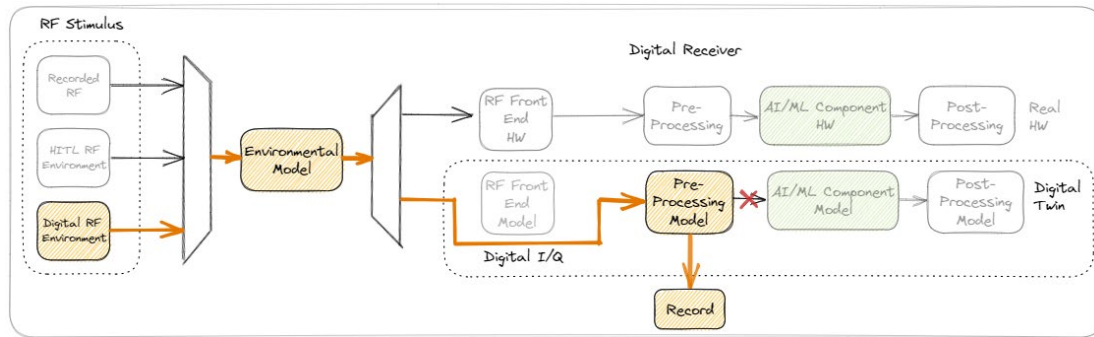 RF Stimulus
Recorded
RF
HITL RF
Environment
Digital RF
Environment
Environmental
Model
Digital Receiver
RF Front
End
HW
Pre-
Processing
AI/ML Component
HW
Post-
Processing
Real
HW
RF Front
End
Model
Pre-
Processing
Model
AI/ML Component
Model
Post-
Processing
Model
Digital
Twin
Digital I/Q
Record